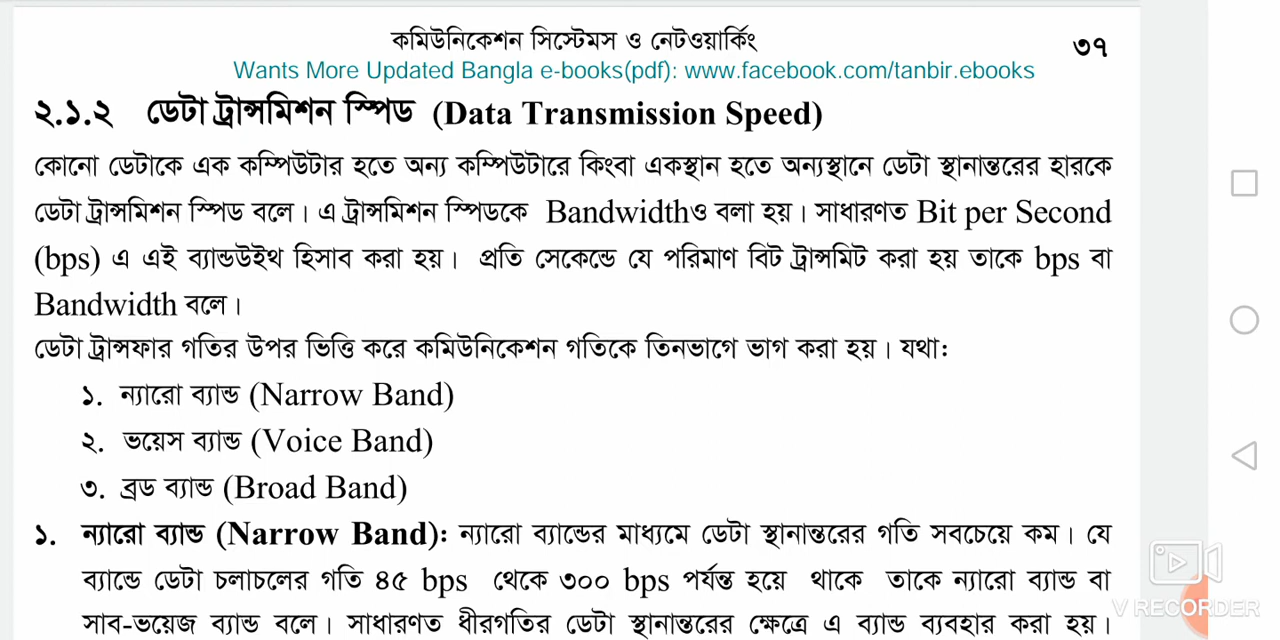 কমিউনিকেশন সিস্টেমস ও নেটওয়ার্কিং
৩৭
Wants More Updated Bangla e-books(pdf): www.facebook.com/tanbir.ebooks
২.১.২ ডেটা ট্রান্সমিশন স্পিড (Data Transmission Speed)
কোনো ডেটাকে এক কম্পিউটার হতে অন্য কম্পিউটারে কিংবা একস্থান হতে অন্যস্থানে ডেটা স্থানান্তরের হারকে
ডেটা ট্রান্সমিশন স্পিড বলে। এ ট্রান্সমিশন স্পিডকে Bandwidthও বলা হয়। সাধারণত Bit per Second
(bps) এ এই ব্যান্ডউইথ হিসাব করা হয়। প্রতি সেকেন্ডে যে পরিমাণ বিট ট্রান্সমিট করা হয় তাকে bps বা
Bandwidth বলে।
ডেটা ট্রান্সফার গতির উপর ভিত্তি করে কমিউনিকেশন গতিকে তিনভাগে ভাগ করা হয়। যথা:
১. ন্যারো ব্যান্ড (Narrow Band)
২. ভয়েস ব্যান্ড (Voice Band)
৩. ব্রড ব্যান্ড (Broad Band)
১. ন্যারো ব্যান্ড (Narrow Band): ন্যারো ব্যান্ডের মাধ্যমে ডেটা স্থানান্তরের গতি সবচেয়ে কম। যে
ব্যান্ডে ডেটা চলাচলের গতি ৪৫ bps থেকে ৩০০ bps পর্যন্ত হয়ে থাকে তাকে ন্যারো ব্যান্ড বা
সাব-ভয়েজ ব্যান্ড বলে। সাধারণত ধীরগতির ডেটা স্থানান্তরের ক্ষেত্রে এ ব্যান্ড ব্যবহার করা হয়।
V RECORDER